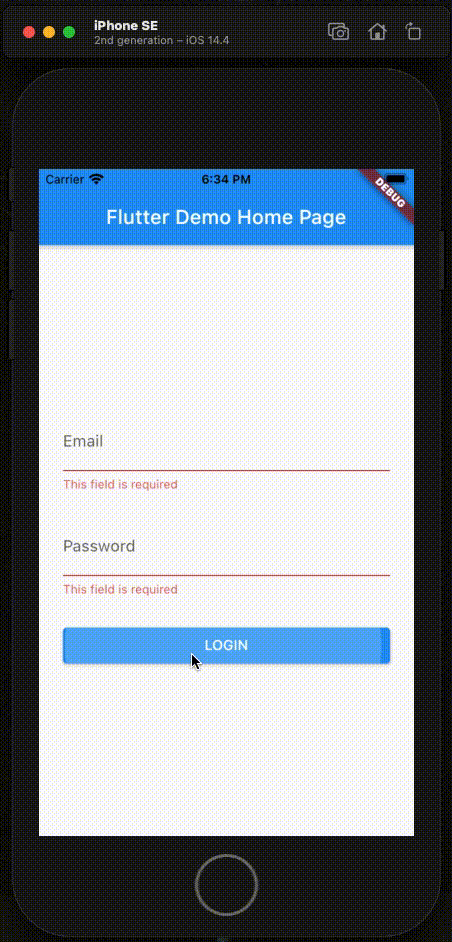 iPhone SE
2nd generation – iOS 14.4
Carrier 6:34 PM
DEBUG
Flutter Demo Home Page
Email
This field is required
Password
This field is required
LOGIN